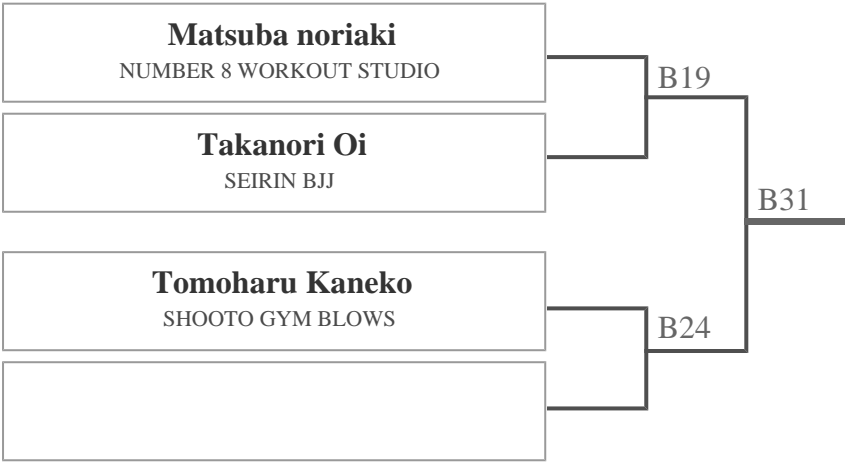 Matsuba noriaki
NUMBER 8 WORKOUT STUDIO
B19
Takanori Oi
SEIRIN BJJ
B31
Tomoharu Kaneko
SHOOTO GYM BLOWS
B24